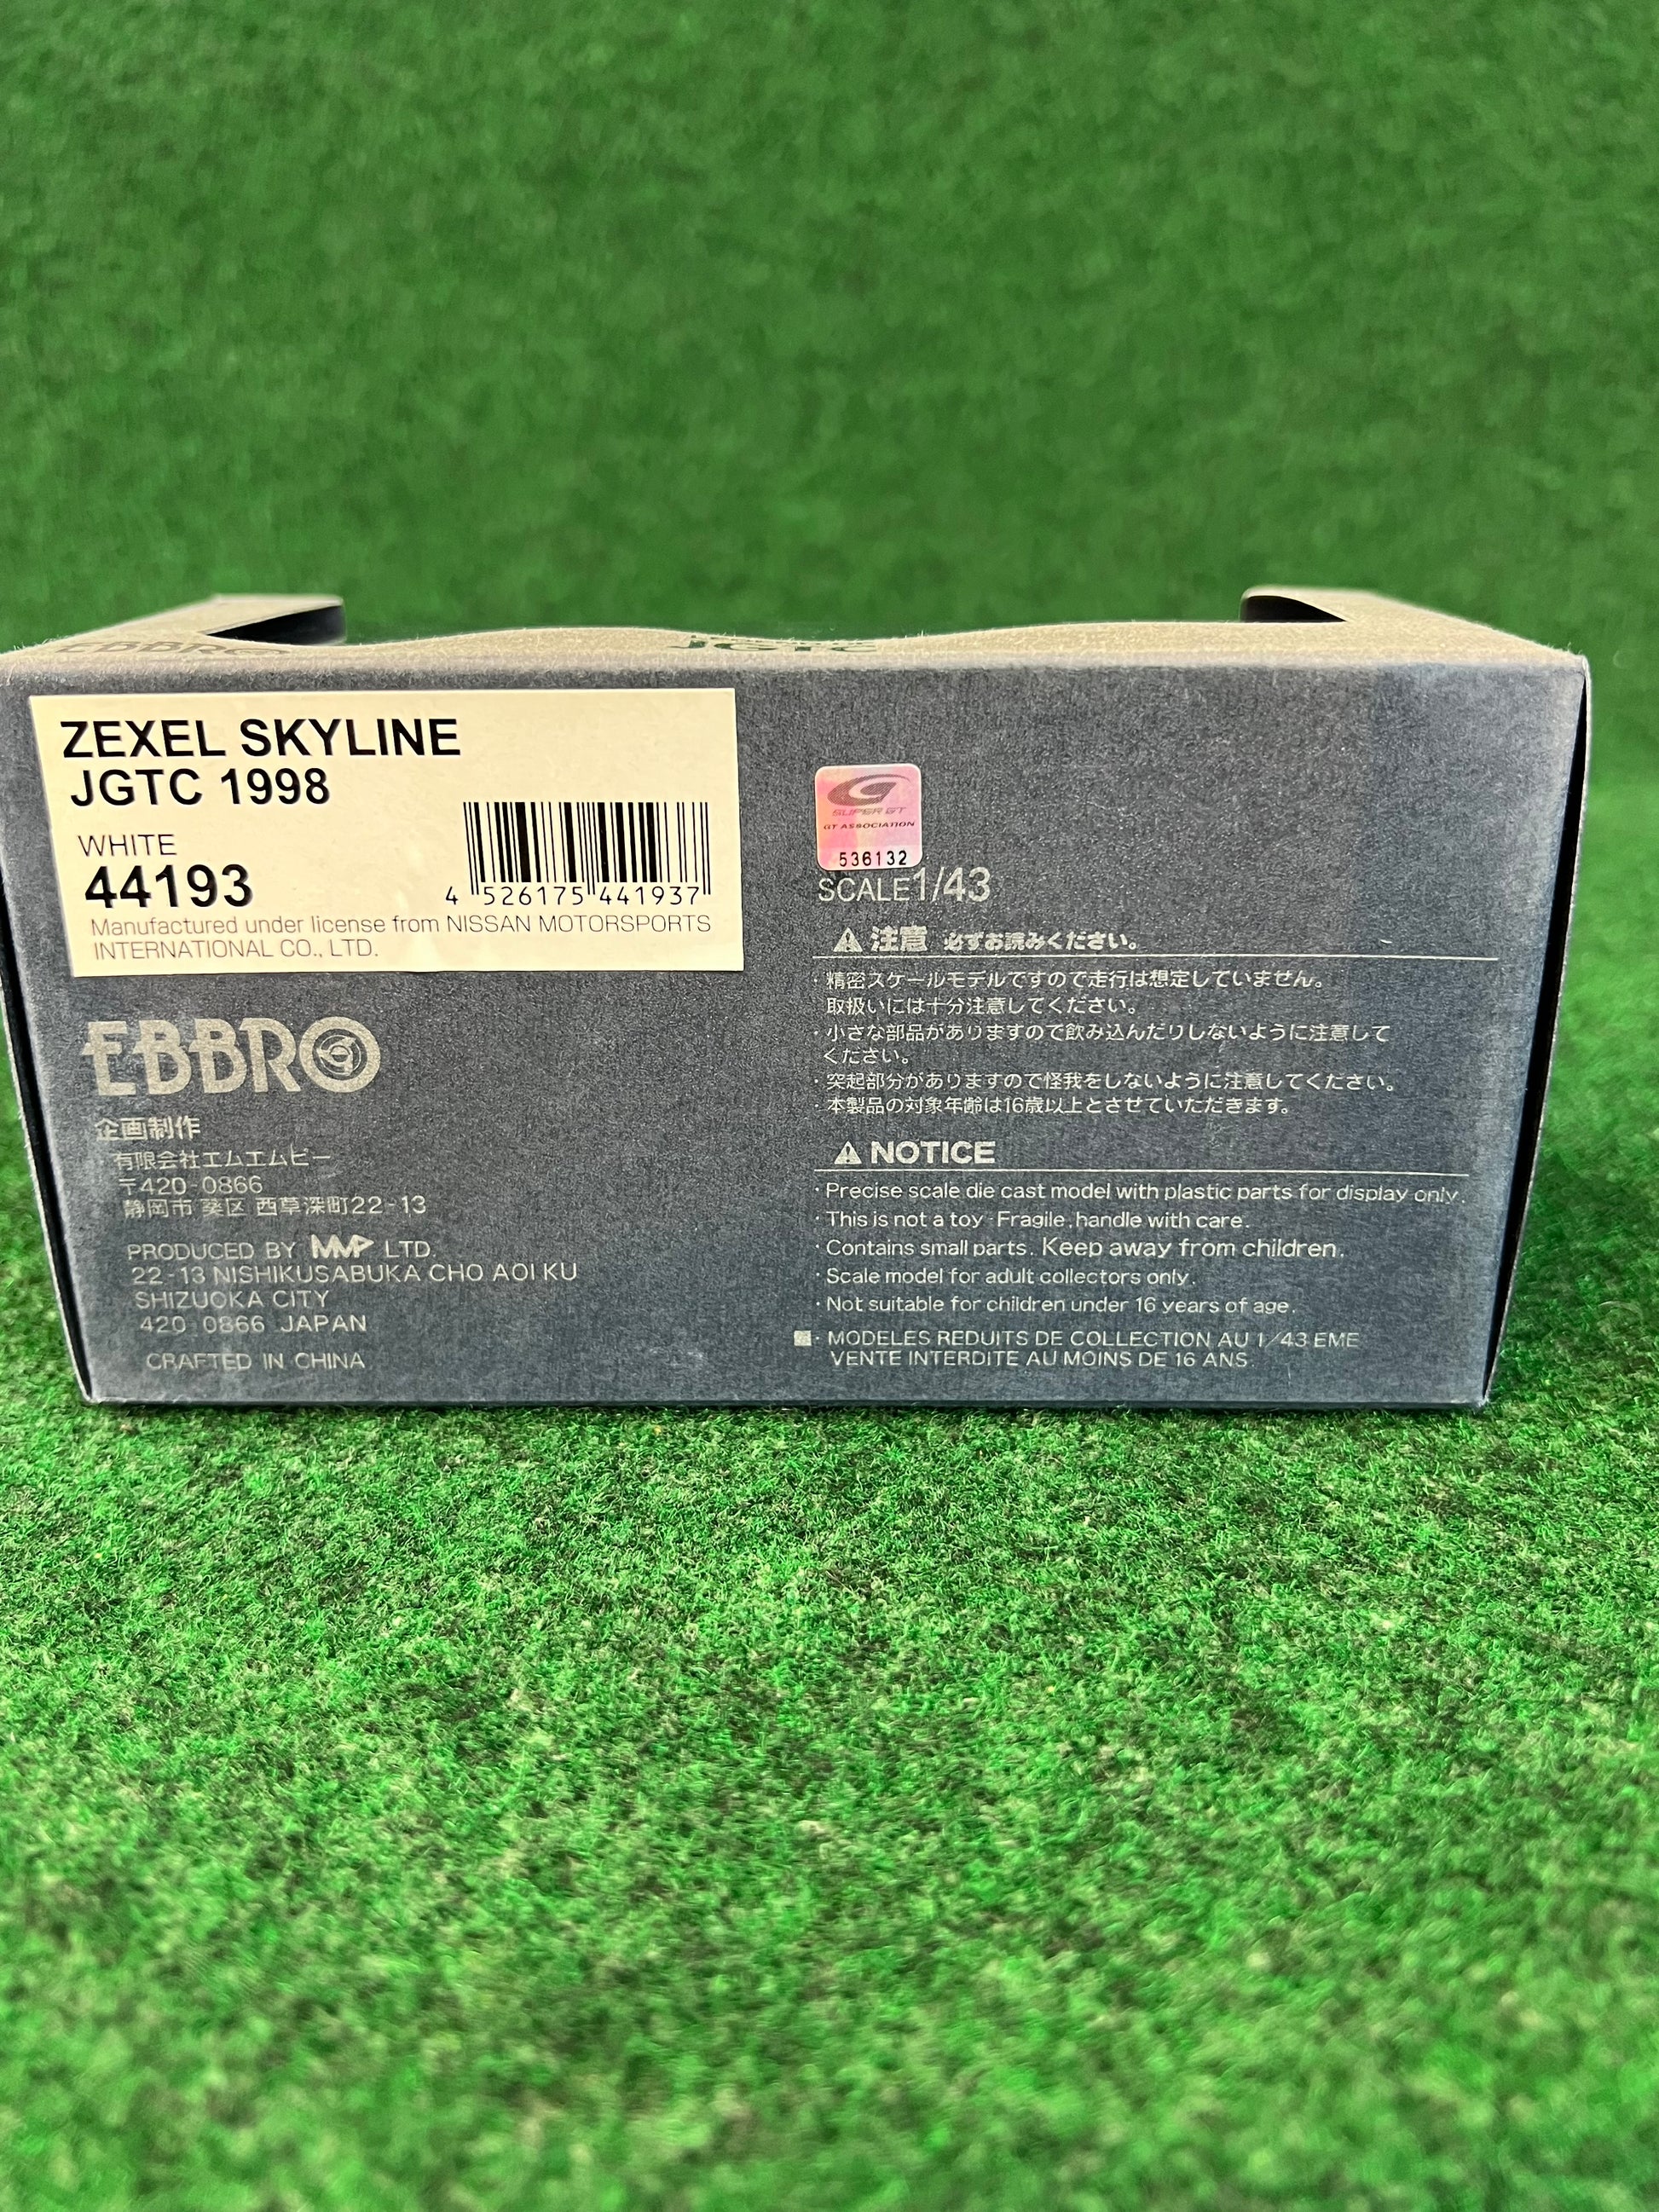 EBBRO
JGTC
ZEXEL SKYLINE
JGTC 1998
WHITE
44193
4 526175 441937
Manufactured under license from NISSAN MOTORSPORTS
INTERNATIONAL CO., LTD.
EBBRO
企画制作
有限会社エムエムピー
〒420-0866
静岡市 葵区 西草深町22-13
PRODUCED BY MMP LTD.
22-13 NISHIKUSABUKA CHO AOI KU
SHIZUOKA CITY
420-0866 JAPAN
CRAFTED IN CHINA
SUPER GT
GT ASSOCIATION
536132
SCALE1/43
注意 必ずお読みください。
・精密スケールモデルですので走行は想定していません。
取扱いには十分注意してください。
・小さな部品がありますので飲み込んだりしないように注意して
ください。
・突起部分がありますので怪我をしないように注意してください。
・本製品の対象年齢は16歳以上とさせていただきます。
NOTICE
・Precise scale die cast model with plastic parts for display only.
・This is not a toy・Fragile, handle with care.
・Contains small parts. Keep away from children.
・Scale model for adult collectors only.
・Not suitable for children under 16 years of age.
・MODELES REDUITS DE COLLECTION AU 1/43 EME
VENTE INTERDITE AU MOINS DE 16 ANS